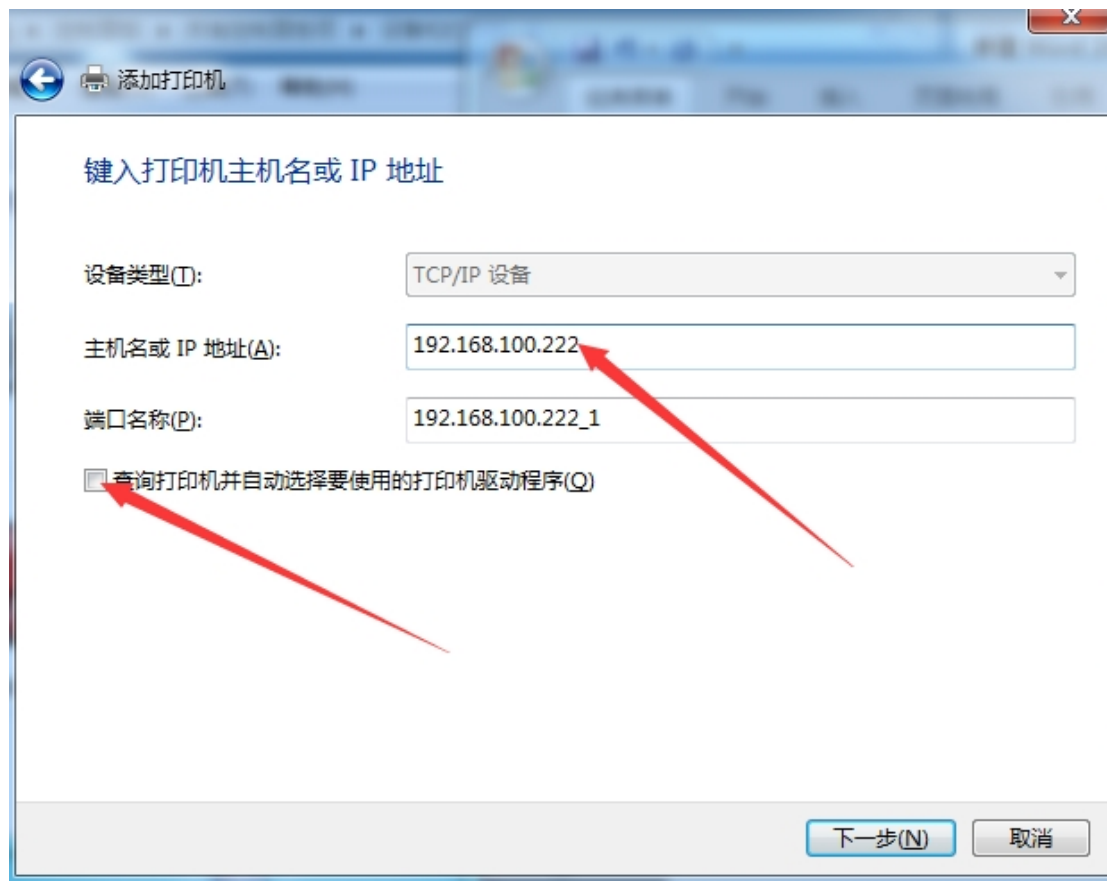 添加打印机
键入打印机主机名或 IP 地址
设备类型(T): TCP/IP 设备
主机名或 IP 地址(A): 192.168.100.222
端口名称(P): 192.168.100.222_1
查询打印机并自动选择要使用的打印机驱动程序(Q)
下一步(N) 取消